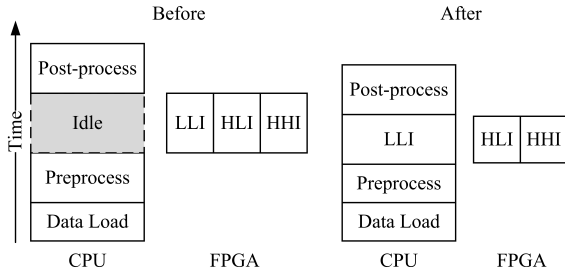 Before
After
Time
Post-process
Idle
Preprocess
Data Load
CPU
LLI
HLI
HHI
FPGA
Post-process
LLI
Preprocess
Data Load
CPU
HLI
HHI
FPGA